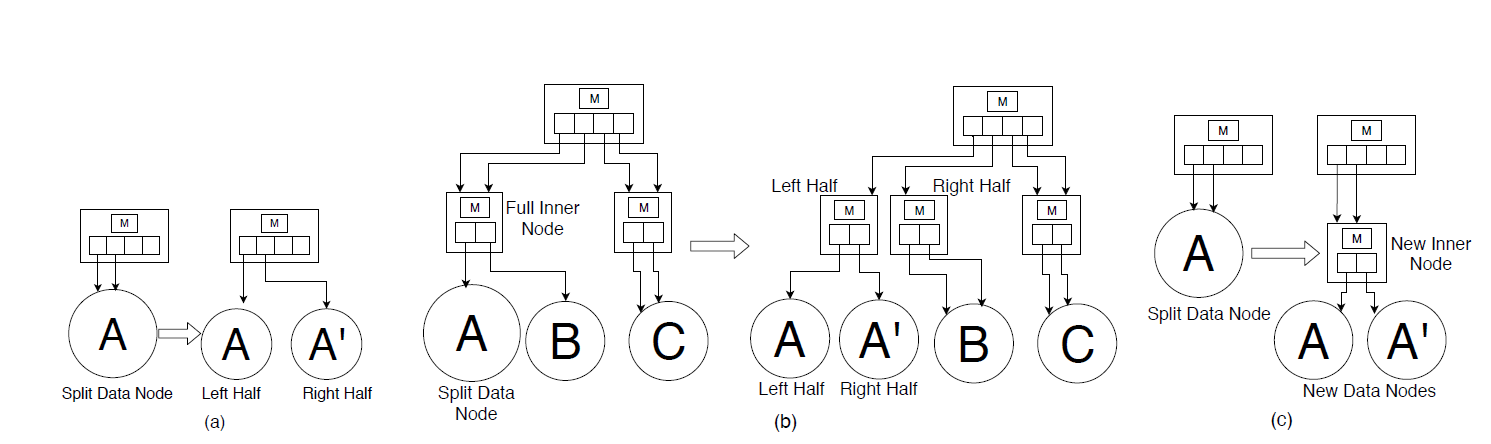 M
M
A
A
A'
Split Data Node
Left Half
Right Half
(a)
M
M
Full Inner
Node
M
A
B
C
Split Data
Node
M
Left Half
Right Half
M
M
M
A
A'
B
C
Left Half
Right Half
(b)
M
M
A
Split Data Node
M
New Inner
Node
A
A'
New Data Nodes
(c)